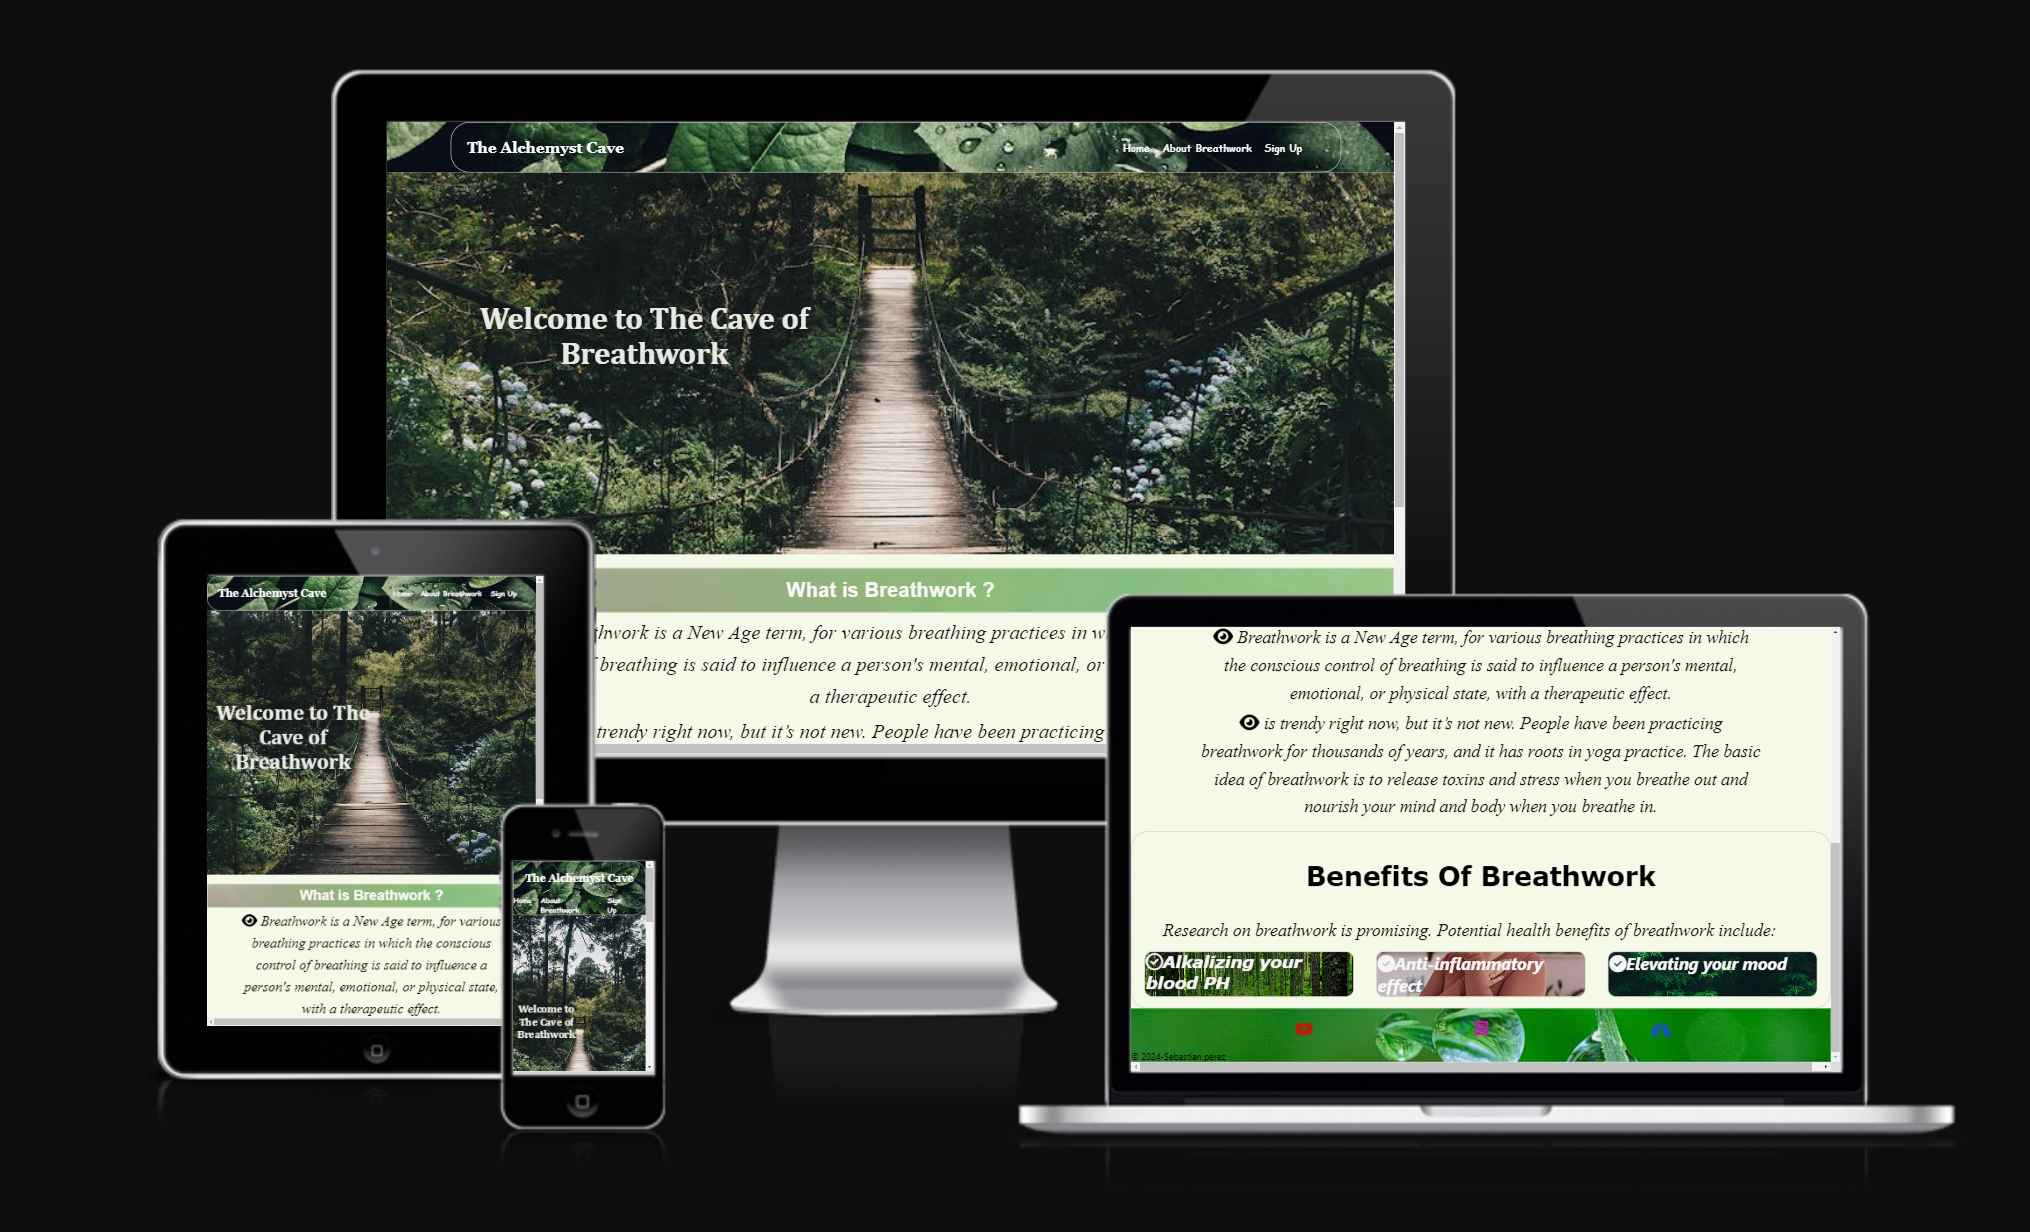 The Alchemyst Cave
Home About Breathwork Sign Up
Welcome to The Cave of
Breathwork
What is Breathwork ?
thwork is a New Age term, for various breathing practices in w
f breathing is said to influence a person's mental, emotional, or
a therapeutic effect.
trendy right now, but it’s not new. People have been practicing
The Alchemyst Cave
Home About Breathwork Sign Up
Welcome to The
Cave of
Breathwork
What is Breathwork ?
Breathwork is a New Age term, for various
breathing practices in which the conscious
control of breathing is said to influence a
person's mental, emotional, or physical state,
with a therapeutic effect.
The Alchemyst Cave
Home About Sign
Breathwork Up
Welcome to
The Cave of
Breathwork
Breathwork is a New Age term, for various breathing practices in which
the conscious control of breathing is said to influence a person's mental,
emotional, or physical state, with a therapeutic effect.
is trendy right now, but it’s not new. People have been practicing
breathwork for thousands of years, and it has roots in yoga practice. The basic
idea of breathwork is to release toxins and stress when you breathe out and
nourish your mind and body when you breathe in.
Benefits Of Breathwork
Research on breathwork is promising. Potential health benefits of breathwork include:
Alkalizing your
blood PH
Anti-inflammatory
effect
Elevating your mood
© 2024-Sebastian perez